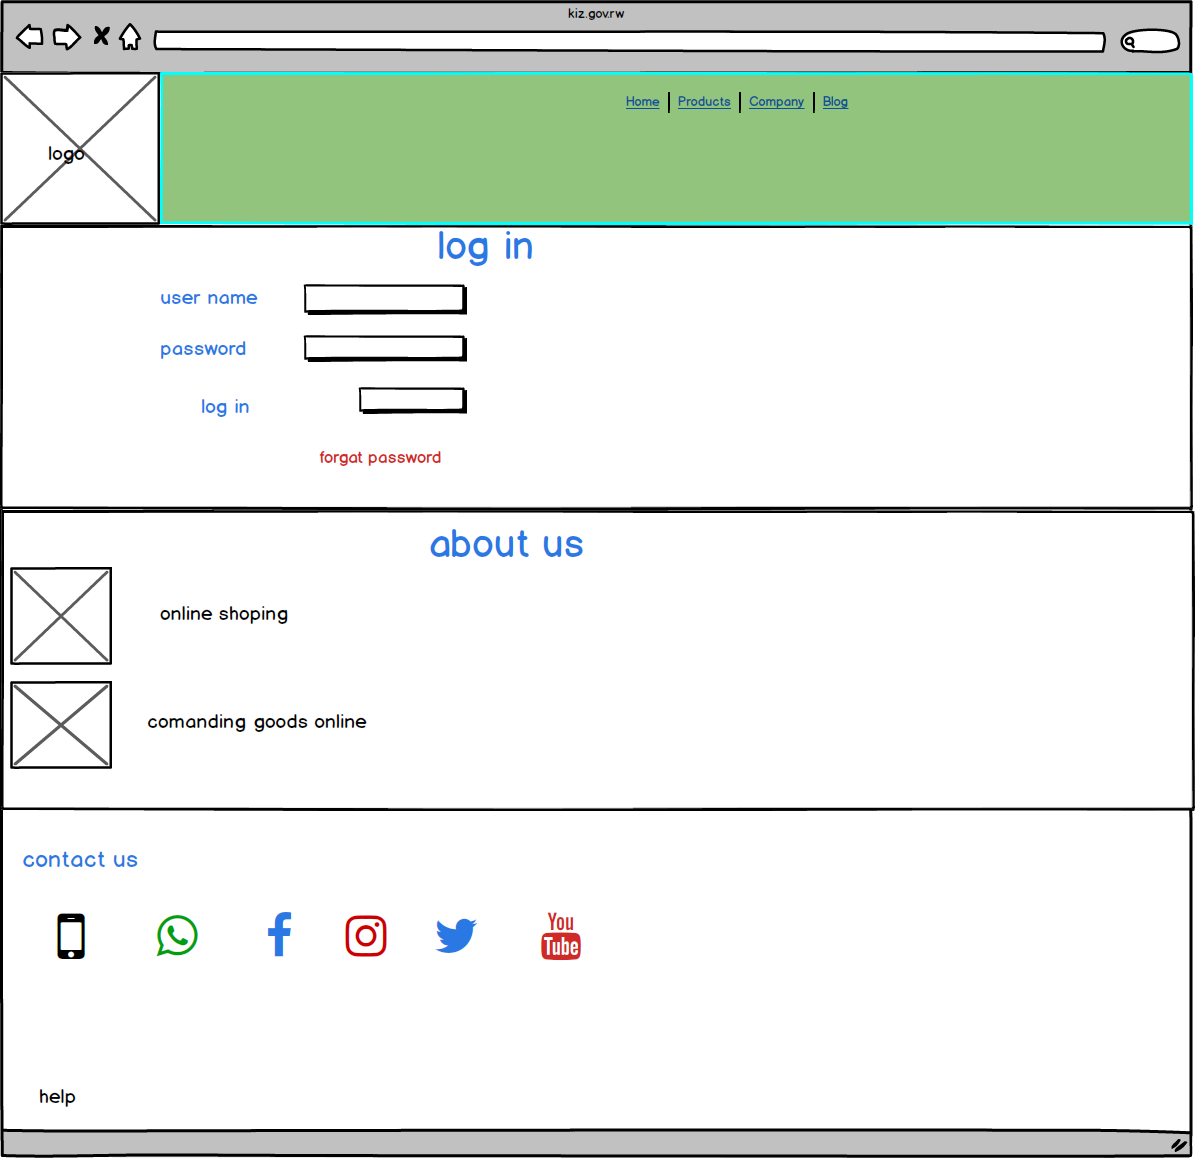 kiz.gov.rw
Home Products Company Blog
logo
log in
user name
password
log in
forgat password
about us
online shoping
comanding goods online
contact us
You
Tube
help